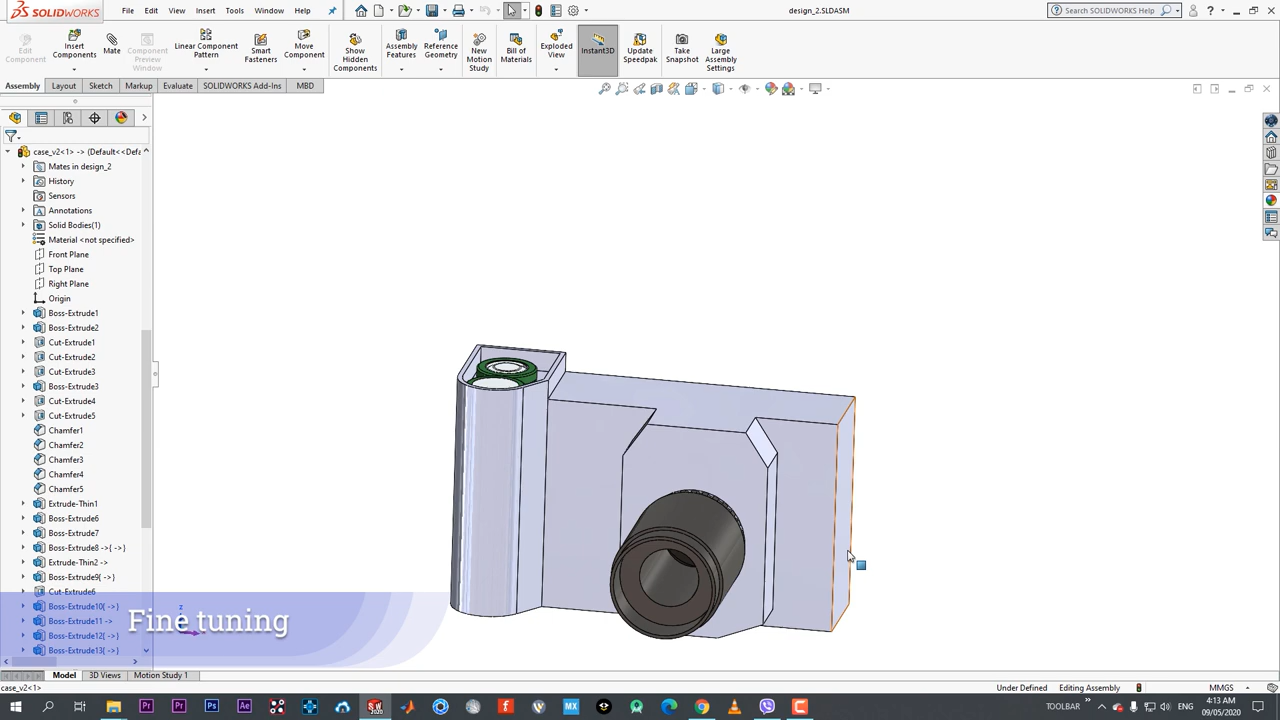 SOLIDWORKS
File Edit View Insert Tools Window Help
design_2.SLDASM
Search SOLIDWORKS Help
Edit Component
Insert Components
Mate
Component Preview Window
Linear Component Pattern
Smart Fasteners
Move Component
Show Hidden Components
Assembly Features
Reference Geometry
New Motion Study
Bill of Materials
Exploded View
Instant3D
Update Speedpak
Take Snapshot
Large Assembly Settings
Assembly Layout Sketch Markup Evaluate SOLIDWORKS Add-Ins MBD
case_v2<1> -> (Default<<Defa
Mates in design_2
History
Sensors
Annotations
Solid Bodies(1)
Material <not specified>
Front Plane
Top Plane
Right Plane
Origin
Boss-Extrude1
Boss-Extrude2
Cut-Extrude1
Cut-Extrude2
Cut-Extrude3
Boss-Extrude3
Cut-Extrude4
Cut-Extrude5
Chamfer1
Chamfer2
Chamfer3
Chamfer4
Chamfer5
Extrude-Thin1
Boss-Extrude6
Boss-Extrude7
Boss-Extrude8 ->{ ->}
Extrude-Thin2 ->
Boss-Extrude9{ ->}
Cut-Extrude6
Boss-Extrude10{ ->}
Boss-Extrude11 ->
Boss-Extrude12{ ->}
Boss-Extrude13{ ->}
Fine tuning
Model 3D Views Motion Study 1
case_v2<1>
Under Defined Editing Assembly MMGS
TOOLBAR
4:13 AM
09/05/2020